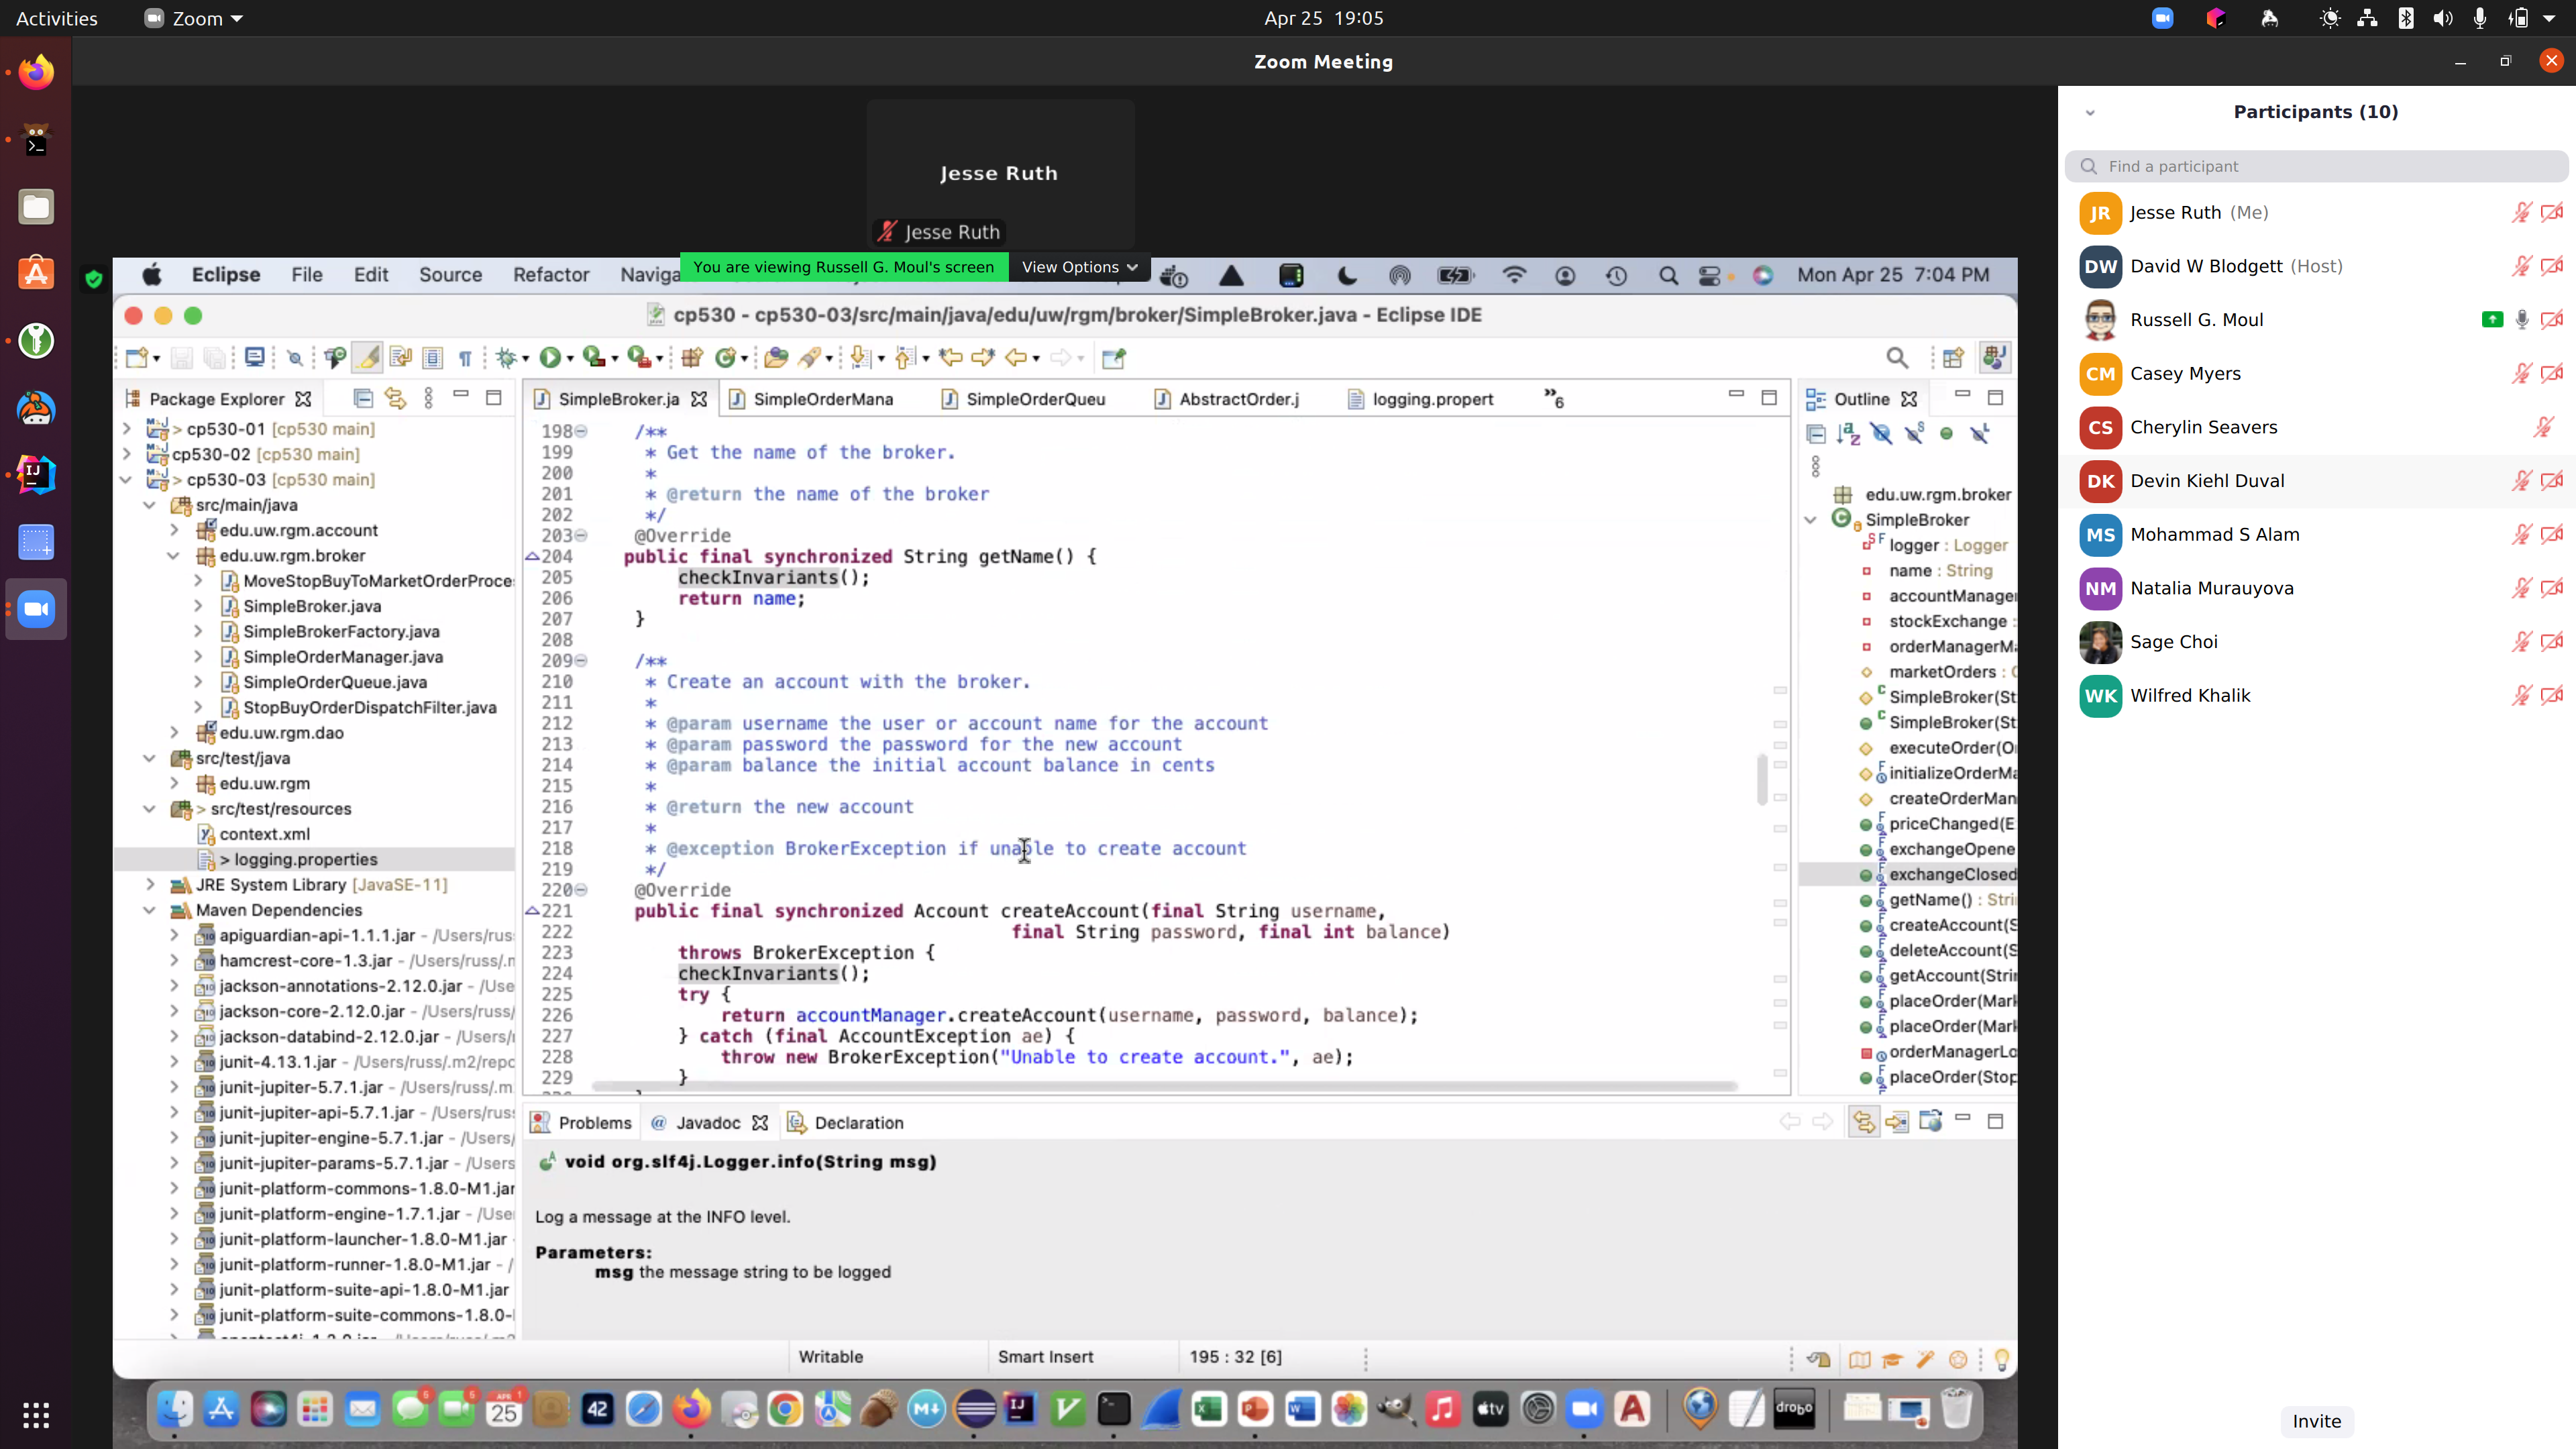 Activities
Zoom
Apr 25 19:05
Zoom Meeting
Jesse Ruth
Jesse Ruth
You are viewing Russell G. Moul's screen
View Options
Eclipse File Edit Source Refactor Naviga
Mon Apr 25 7:04 PM
cp530 - cp530-03/src/main/java/edu/uw/rgm/broker/SimpleBroker.java - Eclipse IDE
Package Explorer
> cp530-01 [cp530 main]
cp530-02 [cp530 main]
> cp530-03 [cp530 main]
src/main/java
edu.uw.rgm.account
edu.uw.rgm.broker
MoveStopBuyToMarketOrderProce
SimpleBroker.java
SimpleBrokerFactory.java
SimpleOrderManager.java
SimpleOrderQueue.java
StopBuyOrderDispatchFilter.java
edu.uw.rgm.dao
src/test/java
edu.uw.rgm
> src/test/resources
context.xml
> logging.properties
JRE System Library [JavaSE-11]
Maven Dependencies
apiguardian-api-1.1.1.jar - /Users/rus
hamcrest-core-1.3.jar - /Users/russ/.n
jackson-annotations-2.12.0.jar - /Use
jackson-core-2.12.0.jar - /Users/russ/
jackson-databind-2.12.0.jar - /Users/
junit-4.13.1.jar - /Users/russ/.m2/repo
junit-jupiter-5.7.1.jar - /Users/russ/.m
junit-jupiter-api-5.7.1.jar - /Users/rus
junit-jupiter-engine-5.7.1.jar - /Users/
junit-jupiter-params-5.7.1.jar - /Users
junit-platform-commons-1.8.0-M1.jar
junit-platform-engine-1.7.1.jar - /Use
junit-platform-launcher-1.8.0-M1.jar
junit-platform-runner-1.8.0-M1.jar - /
junit-platform-suite-api-1.8.0-M1.jar
junit-platform-suite-commons-1.8.0-
SimpleBroker.ja
SimpleOrderMana
SimpleOrderQueu
AbstractOrder.j
logging.propert
»6
198 /**
199 * Get the name of the broker.
200 *
201 * @return the name of the broker
202 */
203 @Override
204 public final synchronized String getName() {
205 checkInvariants();
206 return name;
207 }
208
209 /**
210 * Create an account with the broker.
211 *
212 * @param username the user or account name for the account
213 * @param password the password for the new account
214 * @param balance the initial account balance in cents
215 *
216 * @return the new account
217 *
218 * @exception BrokerException if unable to create account
219 */
220 @Override
221 public final synchronized Account createAccount(final String username,
222 final String password, final int balance)
223 throws BrokerException {
224 checkInvariants();
225 try {
226 return accountManager.createAccount(username, password, balance);
227 } catch (final AccountException ae) {
228 throw new BrokerException("Unable to create account.", ae);
229 }
Outline
edu.uw.rgm.broker
SimpleBroker
logger : Logger
name : String
accountManager
stockExchange :
orderManagerM
marketOrders : 
SimpleBroker(St
SimpleBroker(St
executeOrder(O
initializeOrderMa
createOrderMan
priceChanged(E
exchangeOpene
exchangeClosed
getName() : Stri
createAccount(S
deleteAccount(S
getAccount(Strin
placeOrder(Mark
placeOrder(Mark
orderManagerLo
placeOrder(Stop
Problems
@ Javadoc
Declaration
void org.slf4j.Logger.info(String msg)
Log a message at the INFO level.
Parameters:
msg the message string to be logged
Writable
Smart Insert
195 : 32 [6]
APR
25
42
tv
drobo
Participants (10)
Find a participant
JR Jesse Ruth (Me)
DW David W Blodgett (Host)
Russell G. Moul
CM Casey Myers
CS Cherylin Seavers
DK Devin Kiehl Duval
MS Mohammad S Alam
NM Natalia Murauyova
Sage Choi
WK Wilfred Khalik
Invite